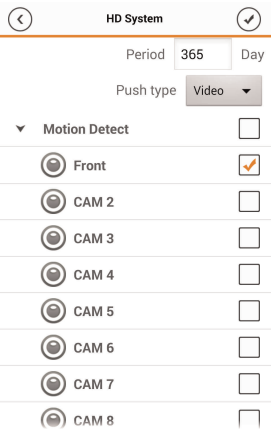 HD System
Period 365 Day
Push type Video
Motion Detect
Front
CAM 2
CAM 3
CAM 4
CAM 5
CAM 6
CAM 7
CAM 8